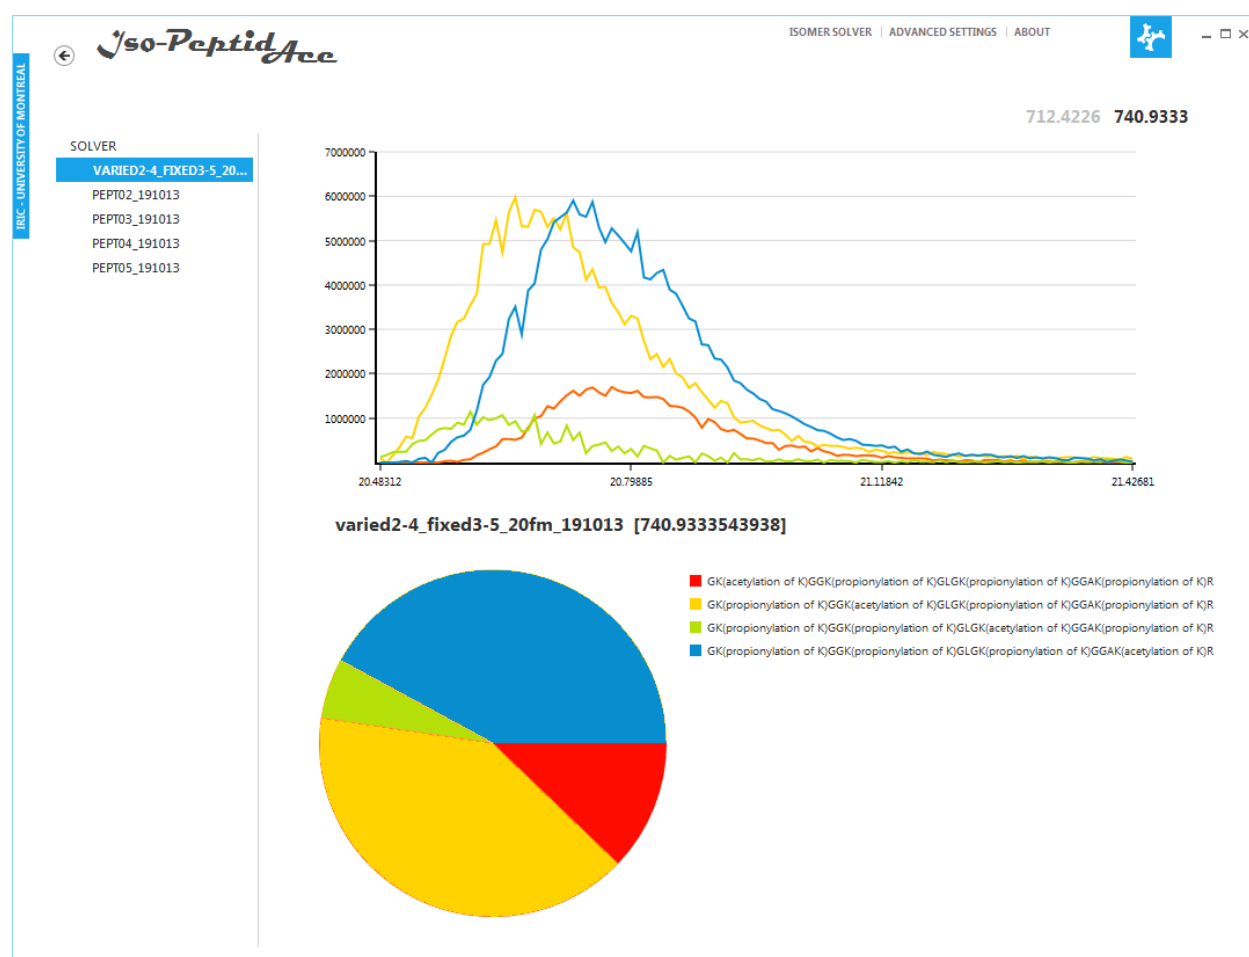 Iso-PeptidAce
ISOMER SOLVER | ADVANCED SETTINGS | ABOUT
IRIC - UNIVERSITY OF MONTREAL
712.4226 740.9333
SOLVER
VARIED2-4_FIXED3-5_20...
PEPT02_191013
PEPT03_191013
PEPT04_191013
PEPT05_191013
7000000
6000000
5000000
4000000
3000000
2000000
1000000
20.48312 20.79885 21.11842 21.42681
varied2-4_fixed3-5_20fm_191013 [740.9333543938]
GK(acetylation of K)GGK(propionylation of K)GLGK(propionylation of K)GGAK(propionylation of K)R
GK(propionylation of K)GGK(acetylation of K)GLGK(propionylation of K)GGAK(propionylation of K)R
GK(propionylation of K)GGK(propionylation of K)GLGK(acetylation of K)GGAK(propionylation of K)R
GK(propionylation of K)GGK(propionylation of K)GLGK(propionylation of K)GGAK(acetylation of K)R